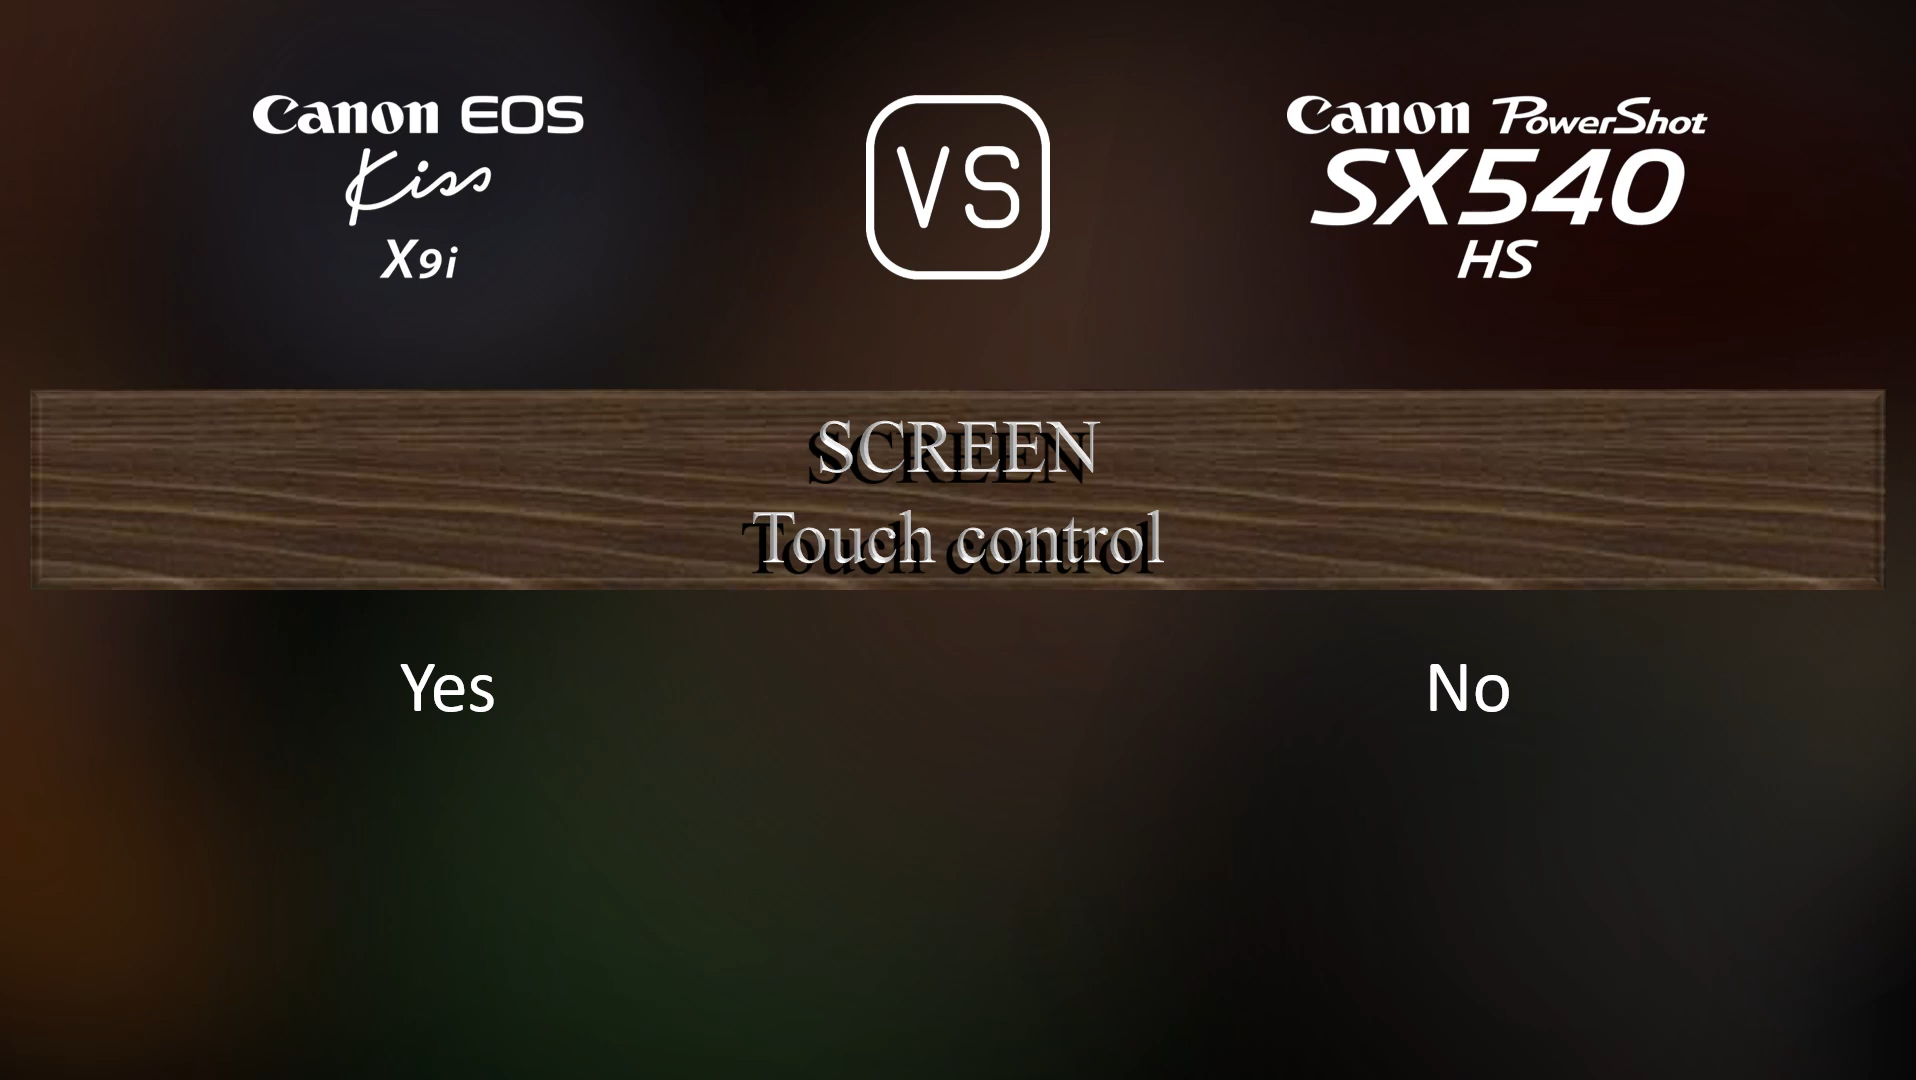 Canon EOS
Kiss
X9i
VS
Canon PowerShot
SX540
HS
SCREEN
Touch control
Yes
No